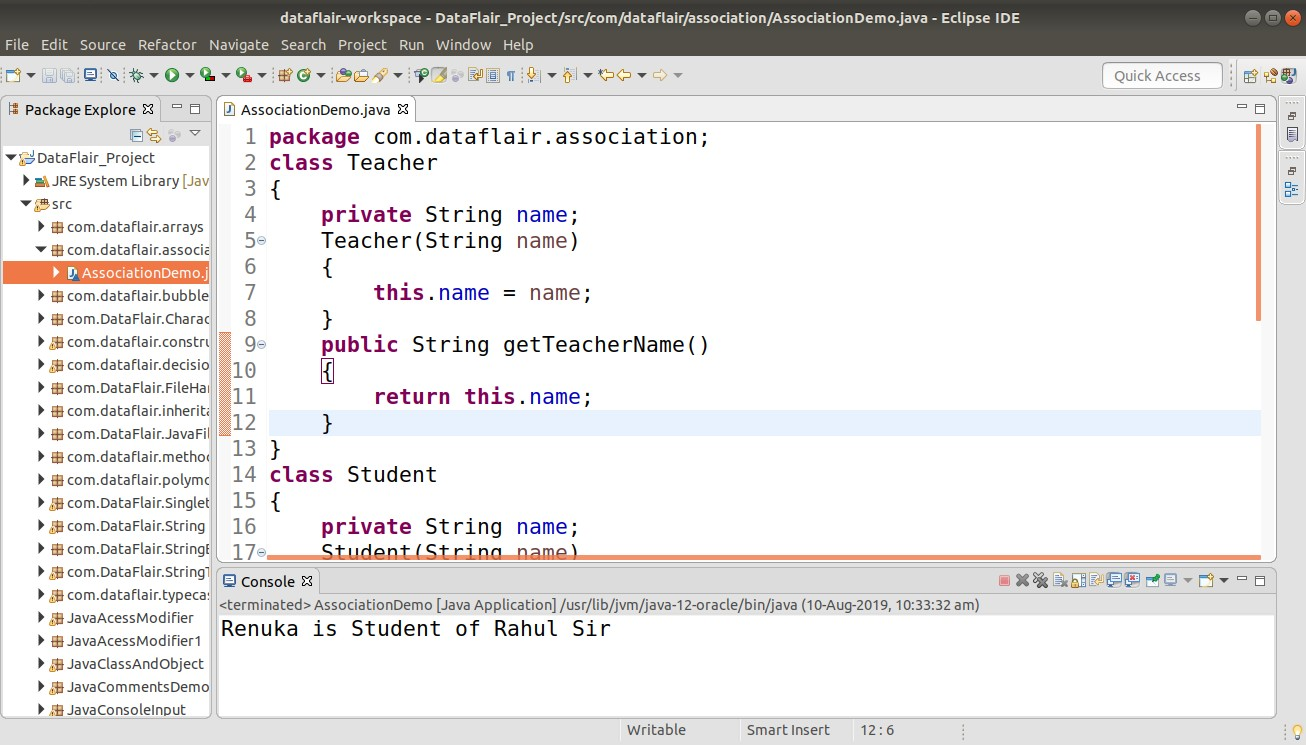 dataflair-workspace - DataFlair_Project/src/com/dataflair/association/AssociationDemo.java - Eclipse IDE
File Edit Source Refactor Navigate Search Project Run Window Help
Quick Access
Package Explore
DataFlair_Project
JRE System Library [Jav
src
com.dataflair.arrays
com.dataflair.associa
AssociationDemo.j
com.dataflair.bubble
com.DataFlair.Charac
com.dataflair.constru
com.dataflair.decisio
com.DataFlair.FileHan
com.dataflair.inherita
com.DataFlair.JavaFil
com.dataflair.method
com.dataflair.polymo
com.DataFlair.Singlet
com.DataFlair.String
com.DataFlair.StringB
com.DataFlair.StringT
com.dataflair.typecas
JavaAcessModifier
JavaAcessModifier1
JavaClassAndObject
JavaCommentsDemo
JavaConsoleInput
AssociationDemo.java
1 package com.dataflair.association;
2 class Teacher
3 {
4     private String name;
5     Teacher(String name)
6     {
7         this.name = name;
8     }
9     public String getTeacherName()
10     {
11         return this.name;
12     }
13 }
14 class Student
15 {
16     private String name;
17     Student(String name)
Console
<terminated> AssociationDemo [Java Application] /usr/lib/jvm/java-12-oracle/bin/java (10-Aug-2019, 10:33:32 am)
Renuka is Student of Rahul Sir
Writable Smart Insert 12 : 6